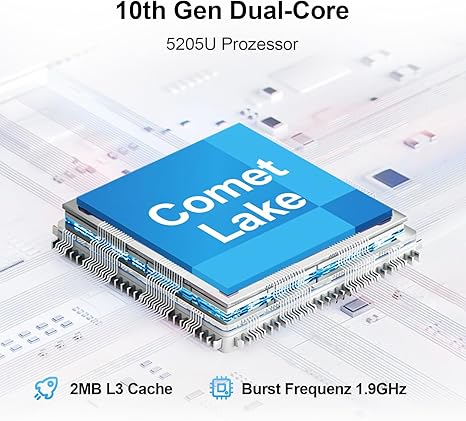 10th Gen Dual-Core
5205U Prozessor
Comet
Lake
2MB L3 Cache
Burst Frequenz 1.9GHz